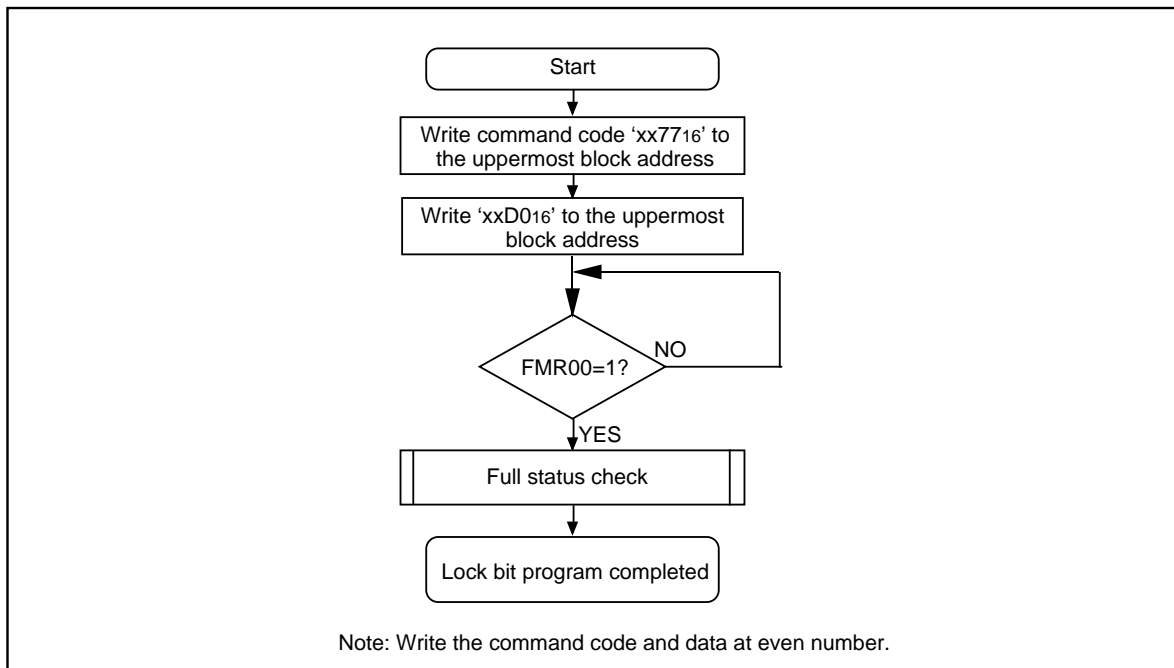 Start
Write command code ‘xx7716’ to
the uppermost block address
Write ‘xxD016’ to the uppermost
block address
FMR00=1?
NO
YES
Full status check
Lock bit program completed
Note: Write the command code and data at even number.